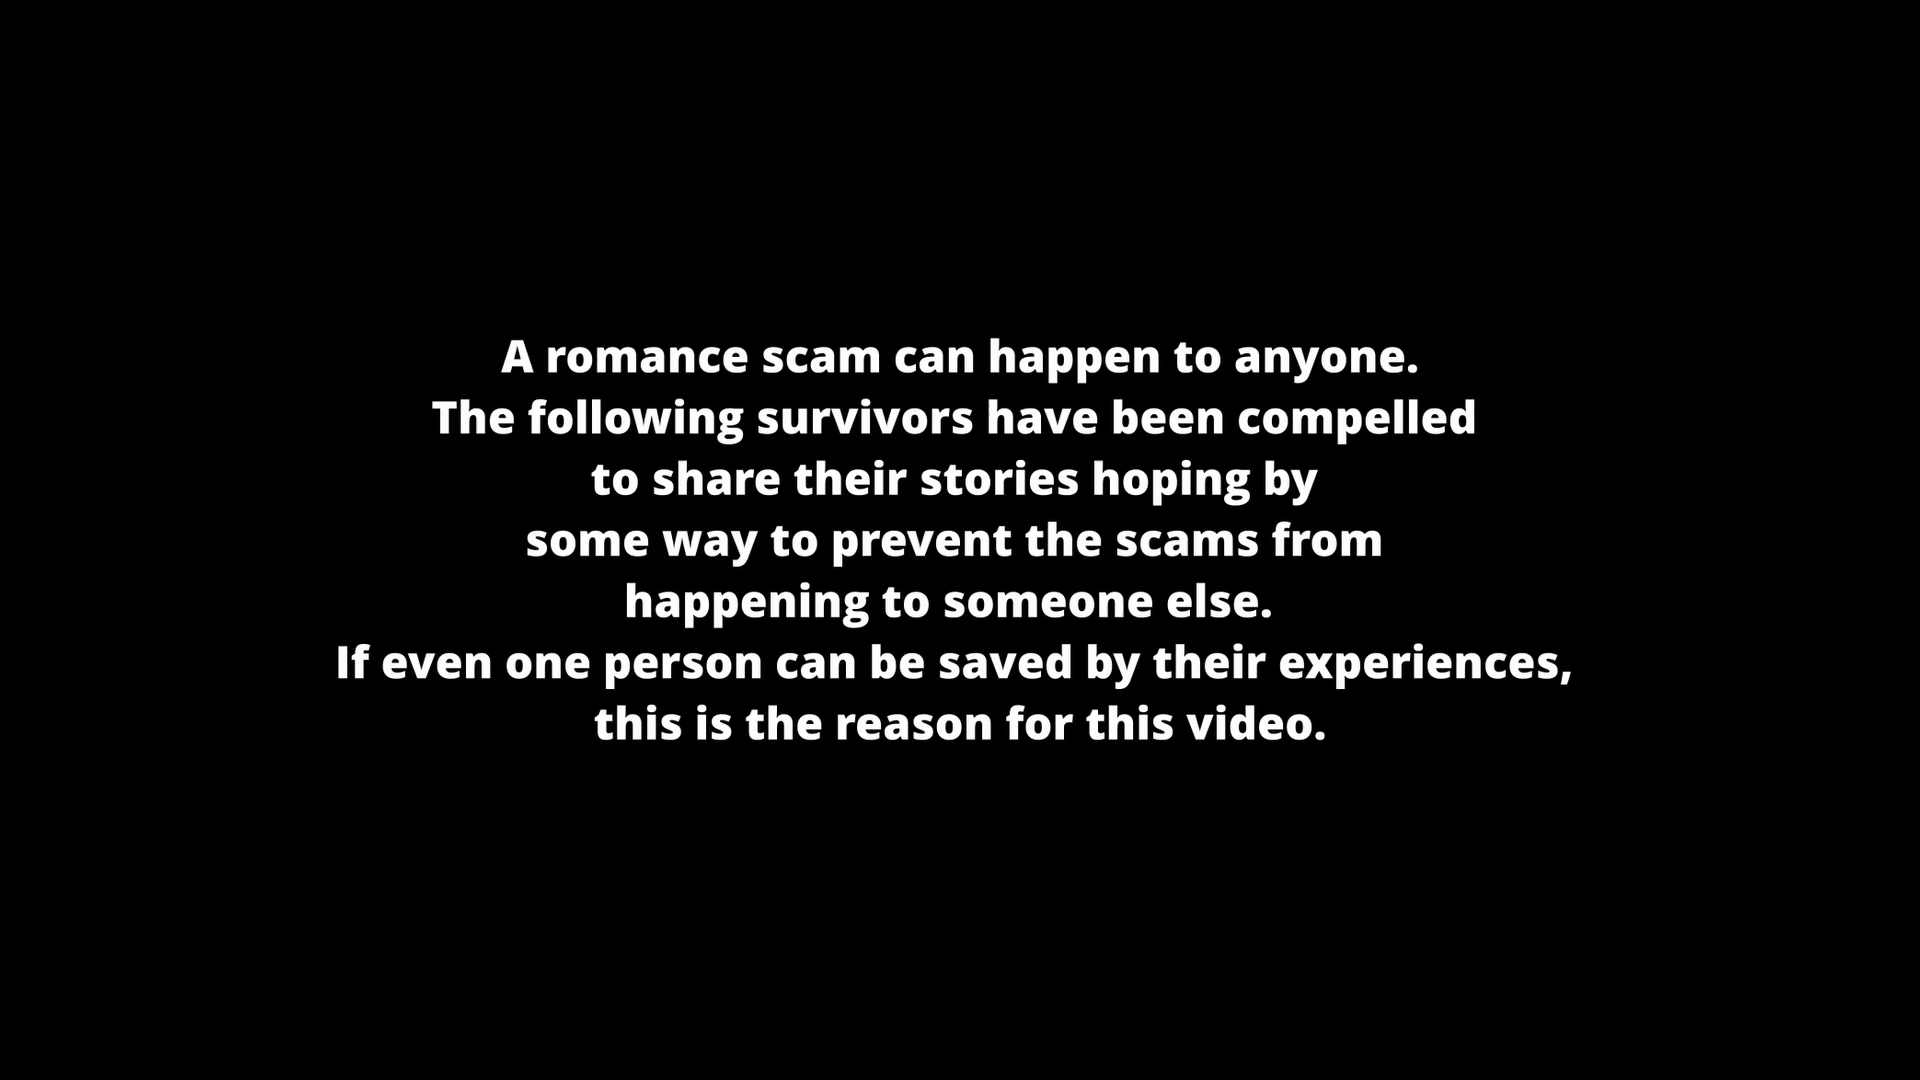 A romance scam can happen to anyone.
The following survivors have been compelled
to share their stories hoping by
some way to prevent the scams from
happening to someone else.
If even one person can be saved by their experiences,
this is the reason for this video.